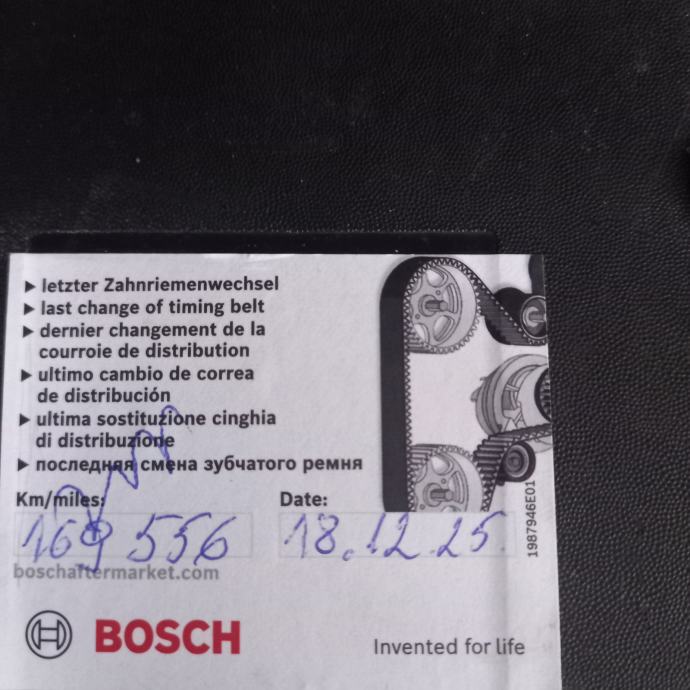 ▸ letzter Zahnriemenwechsel
▸ last change of timing belt
▸ dernier changement de la
courroie de distribution
▸ ultimo cambio de correa
de distribución
▸ ultima sostituzione cinghia
di distribuzione
▸ последняя смена зубчатого ремня
Km/miles: Date:
169 556 18.12.25.
1987946E01
boschaftermarket.com
BOSCH
Invented for life